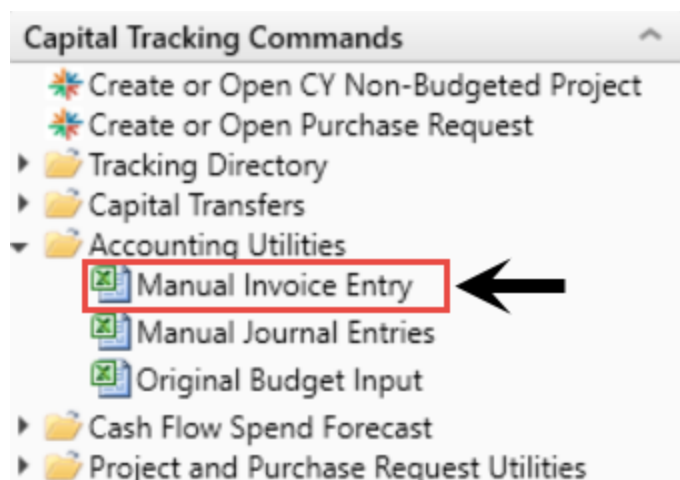 Capital Tracking Commands
Create or Open CY Non-Budgeted Project
Create or Open Purchase Request
Tracking Directory
Capital Transfers
Accounting Utilities
Manual Invoice Entry
Manual Journal Entries
Original Budget Input
Cash Flow Spend Forecast
Project and Purchase Request Utilities